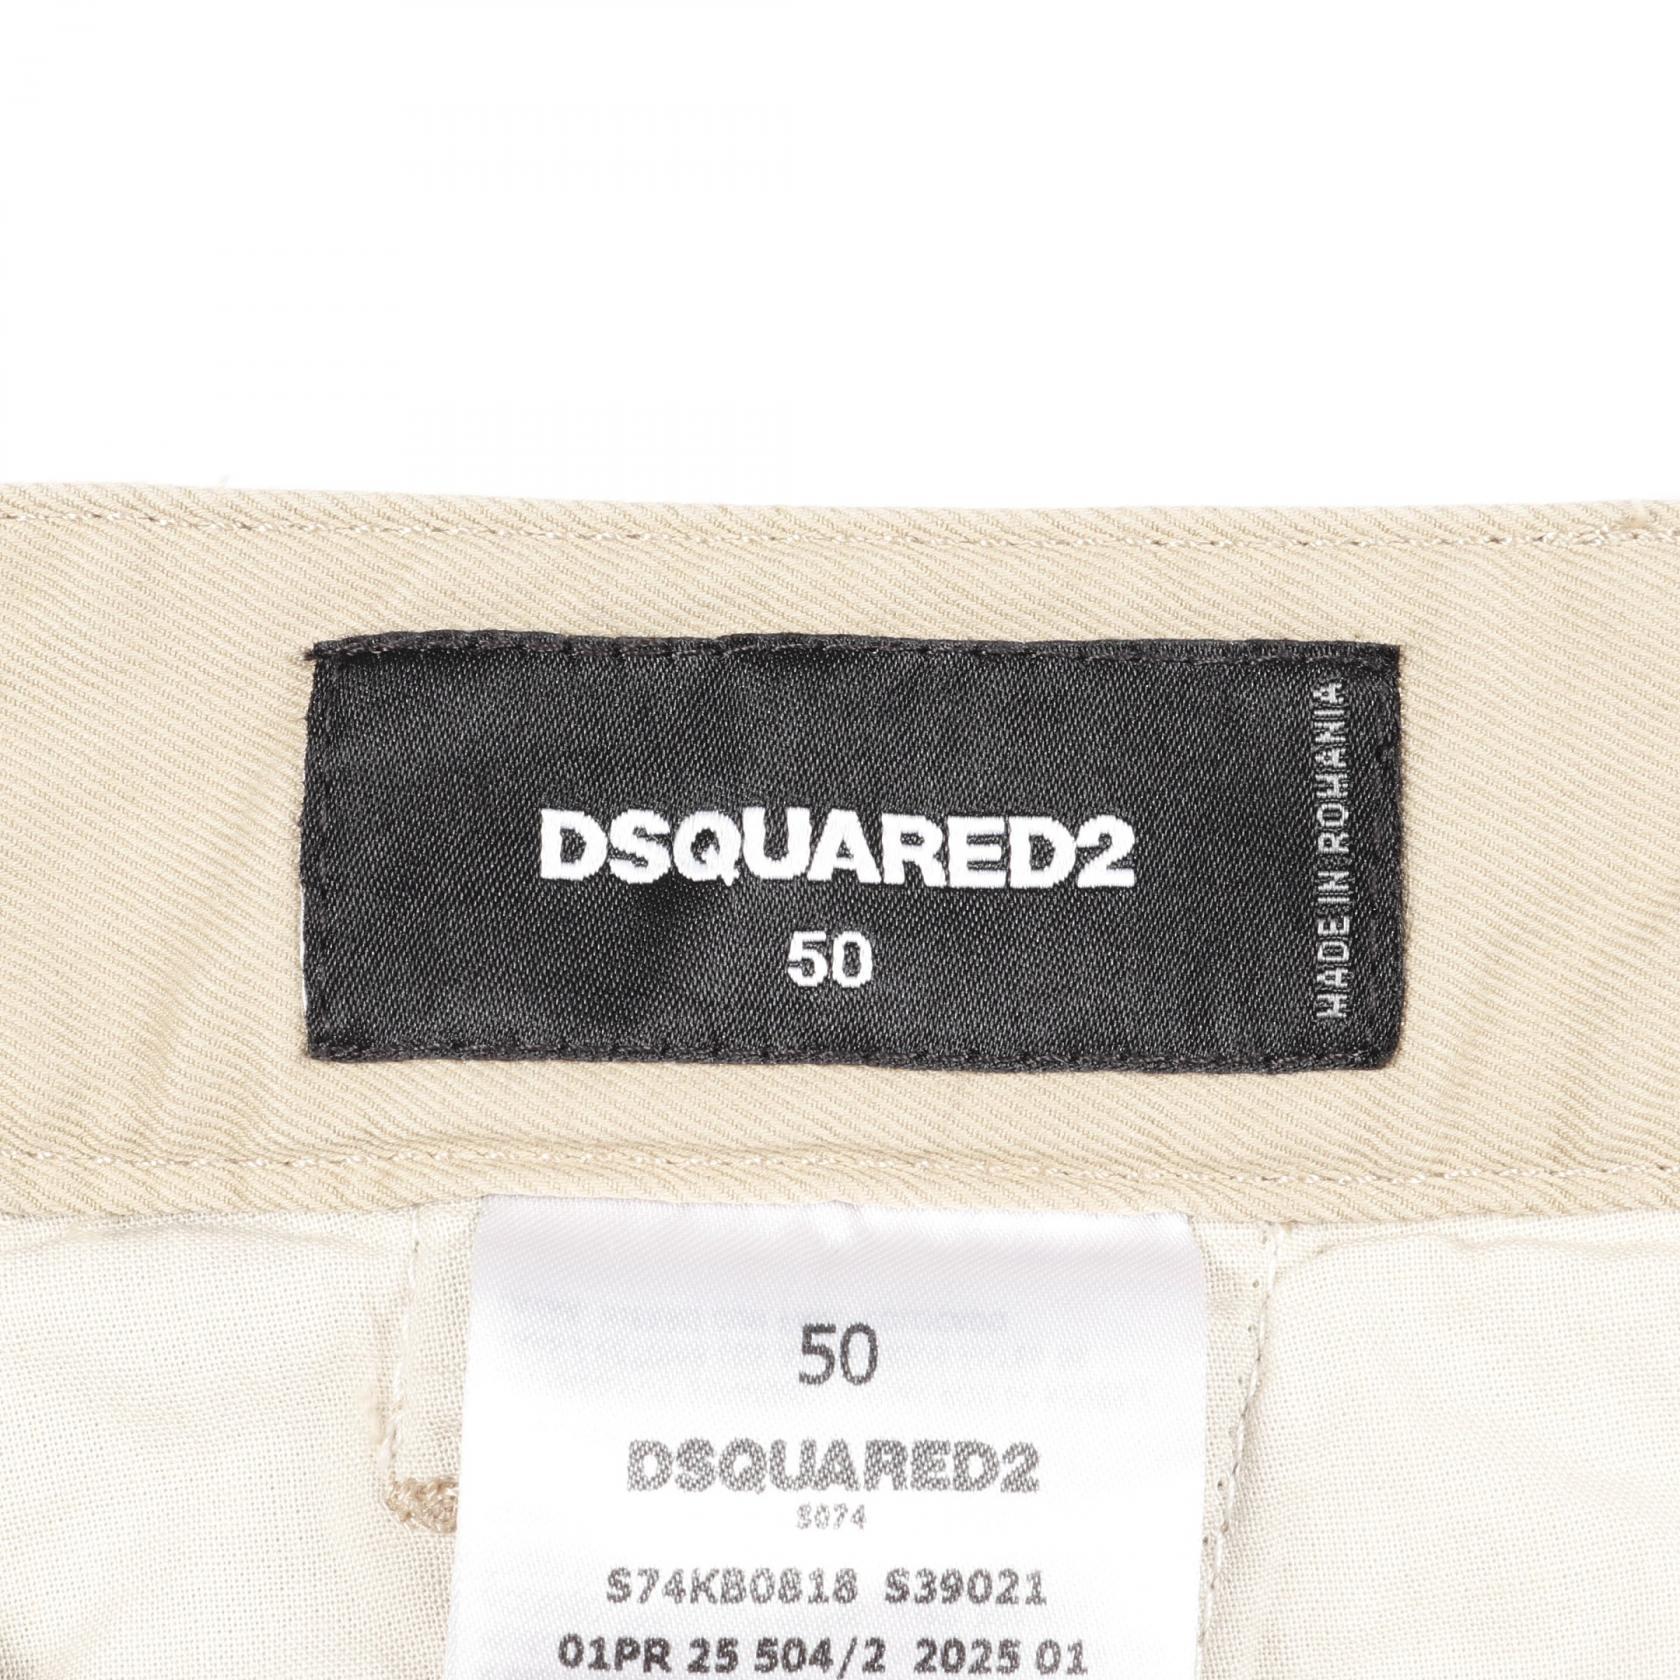 DSQUARED2
50
MADE IN ROMANIA
50
DSQUARED2
S074
S74KB0818 S39021
01PR 25 504/2 2025 01